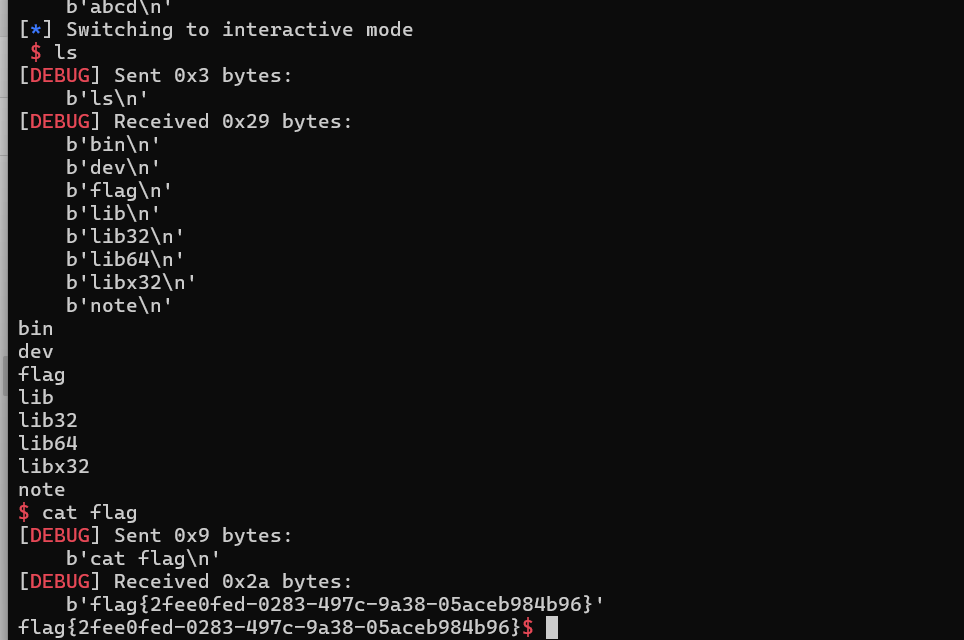 b'abcd\n'
[*] Switching to interactive mode
$ ls
[DEBUG] Sent 0x3 bytes:
b'ls\n'
[DEBUG] Received 0x29 bytes:
b'bin\n'
b'dev\n'
b'flag\n'
b'lib\n'
b'lib32\n'
b'lib64\n'
b'libx32\n'
b'note\n'
bin
dev
flag
lib
lib32
lib64
libx32
note
$ cat flag
[DEBUG] Sent 0x9 bytes:
b'cat flag\n'
[DEBUG] Received 0x2a bytes:
b'flag{2fee0fed-0283-497c-9a38-05aceb984b96}'
flag{2fee0fed-0283-497c-9a38-05aceb984b96}$